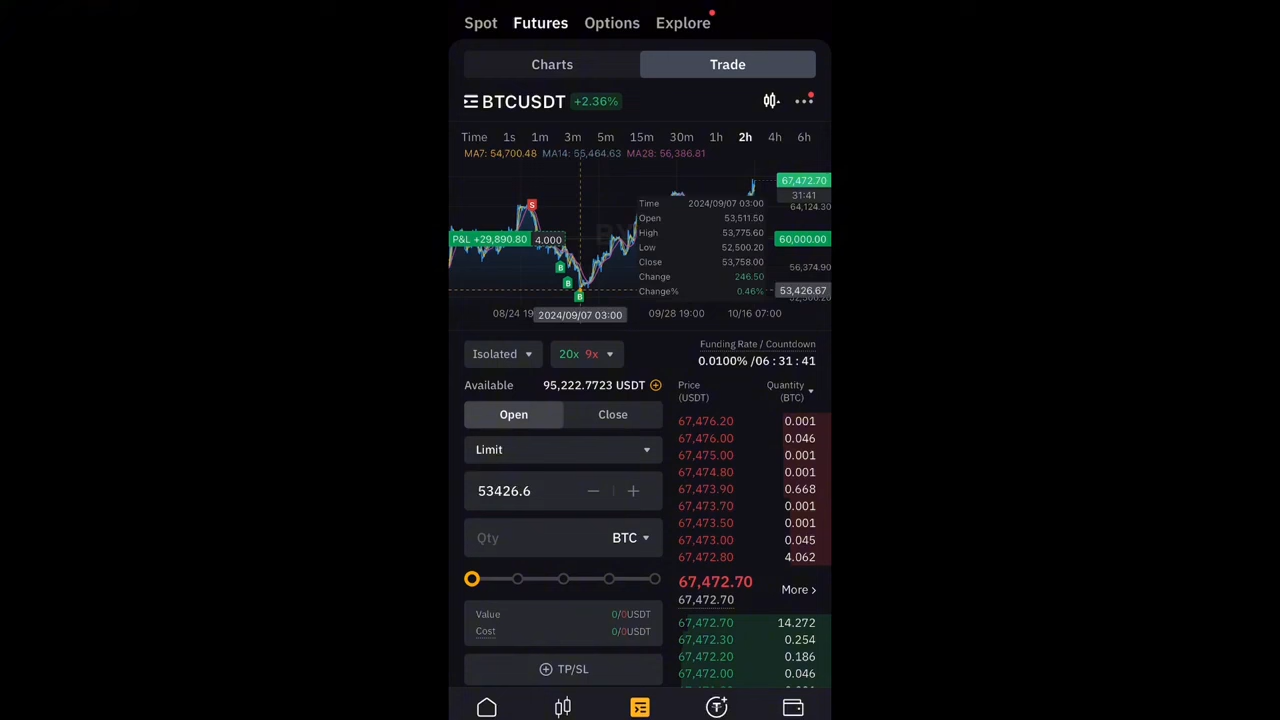 Spot Futures Options Explore
Charts Trade
BTCUSDT +2.36%
Time 1s 1m 3m 5m 15m 30m 1h 2h 4h 6h
MA7: 54,700.48 MA14: 55,464.63 MA28: 56,386.81
67,472.70
31:41
64,124.30
S
P&L +29,890.80 4.000
60,000.00
B
56,374.90
B
53,426.67
B
Time 2024/09/07 03:00
Open 53,511.50
High 53,775.60
Low 52,500.20
Close 53,758.00
Change 246.50
Change% 0.46%
08/24 19 2024/09/07 03:00 09/28 19:00 10/16 07:00
Isolated 20x 9x
Funding Rate / Countdown
0.0100% /06 : 31 : 41
Available 95,222.7723 USDT
Open Close
Limit
53426.6
Qty BTC
Value 0/0USDT
Cost 0/0USDT
TP/SL
Price Quantity
(USDT) (BTC)
67,476.20 0.001
67,476.00 0.046
67,475.00 0.001
67,474.80 0.001
67,473.90 0.668
67,473.70 0.001
67,473.50 0.001
67,473.00 0.045
67,472.80 4.062
67,472.70
67,472.70
More
67,472.70 14.272
67,472.30 0.254
67,472.20 0.186
67,472.00 0.046